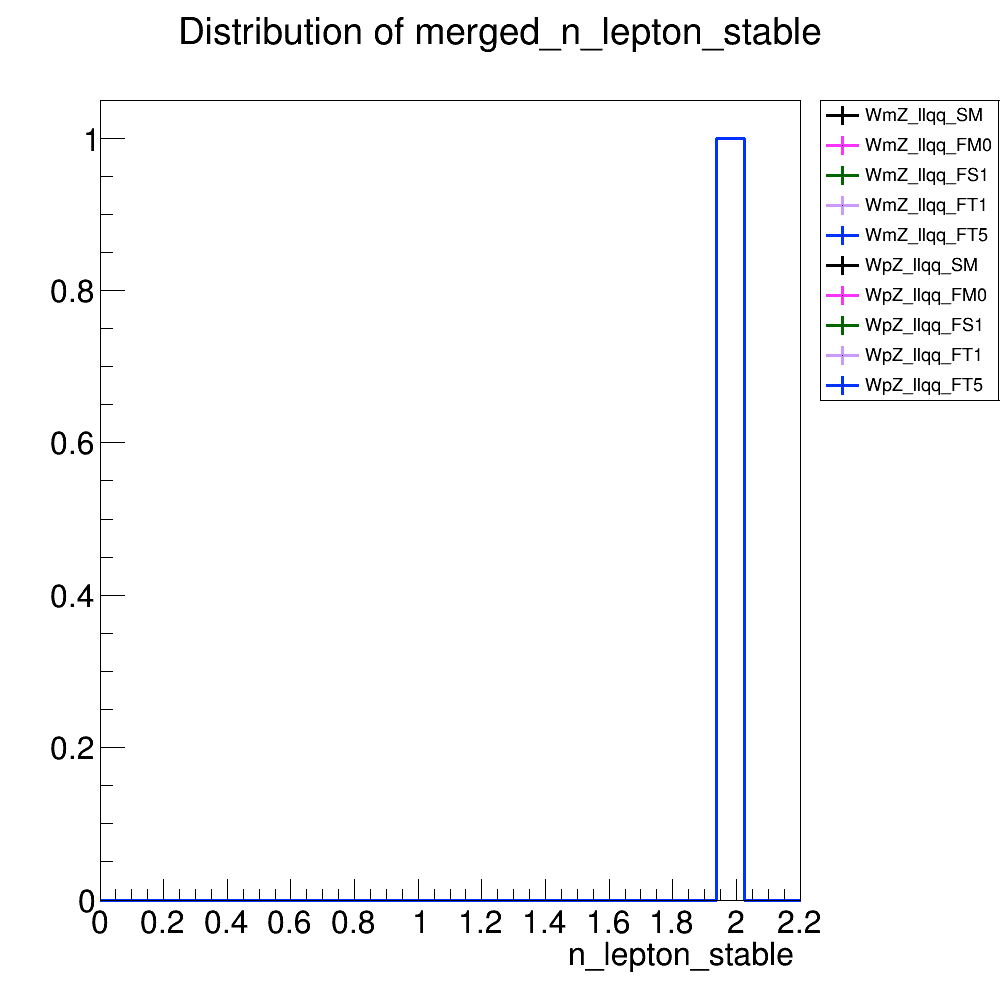 Distribution of merged_n_lepton_stable
WmZ_llqq_SM
WmZ_llqq_FM0
WmZ_llqq_FS1
WmZ_llqq_FT1
WmZ_llqq_FT5
WpZ_llqq_SM
WpZ_llqq_FM0
WpZ_llqq_FS1
WpZ_llqq_FT1
WpZ_llqq_FT5
1
0.8
0.6
0.4
0.2
0
0 0.2 0.4 0.6 0.8 1 1.2 1.4 1.6 1.8 2 2.2
n_lepton_stable